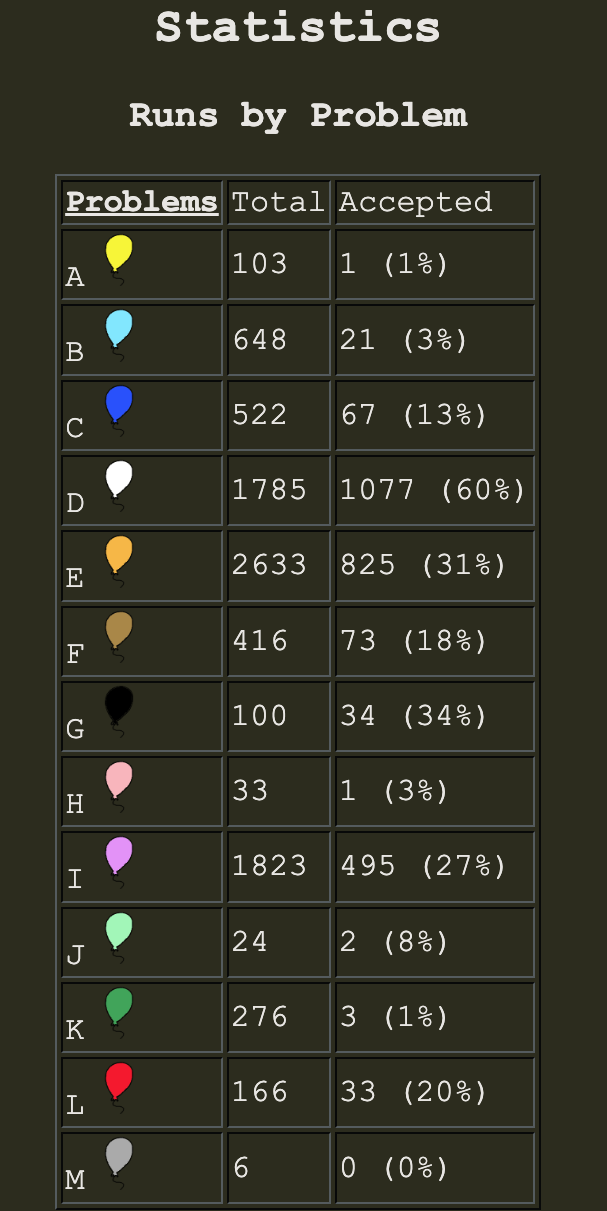 Statistics
Runs by Problem
Problems Total Accepted
A 103 1 (1%)
B 648 21 (3%)
C 522 67 (13%)
D 1785 1077 (60%)
E 2633 825 (31%)
F 416 73 (18%)
G 100 34 (34%)
H 33 1 (3%)
I 1823 495 (27%)
J 24 2 (8%)
K 276 3 (1%)
L 166 33 (20%)
M 6 0 (0%)